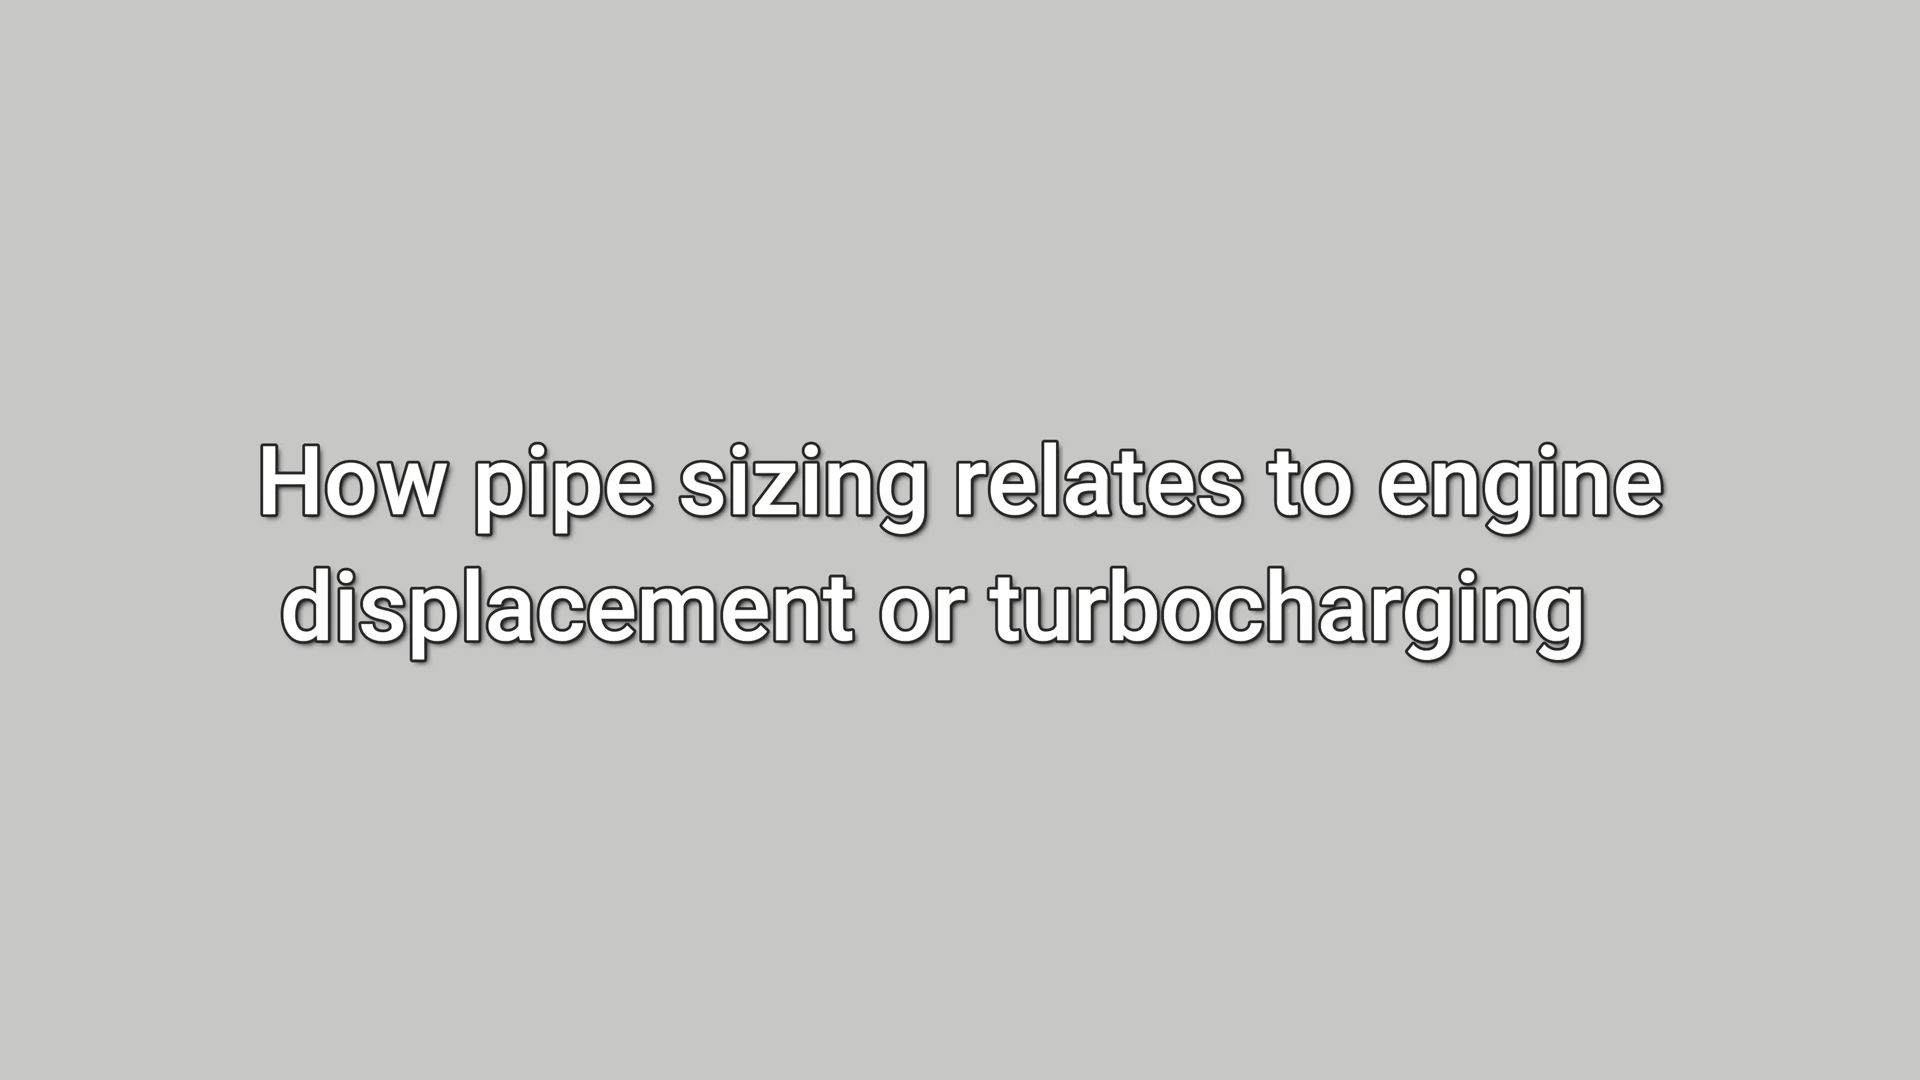 How pipe sizing relates to engine
displacement or turbocharging